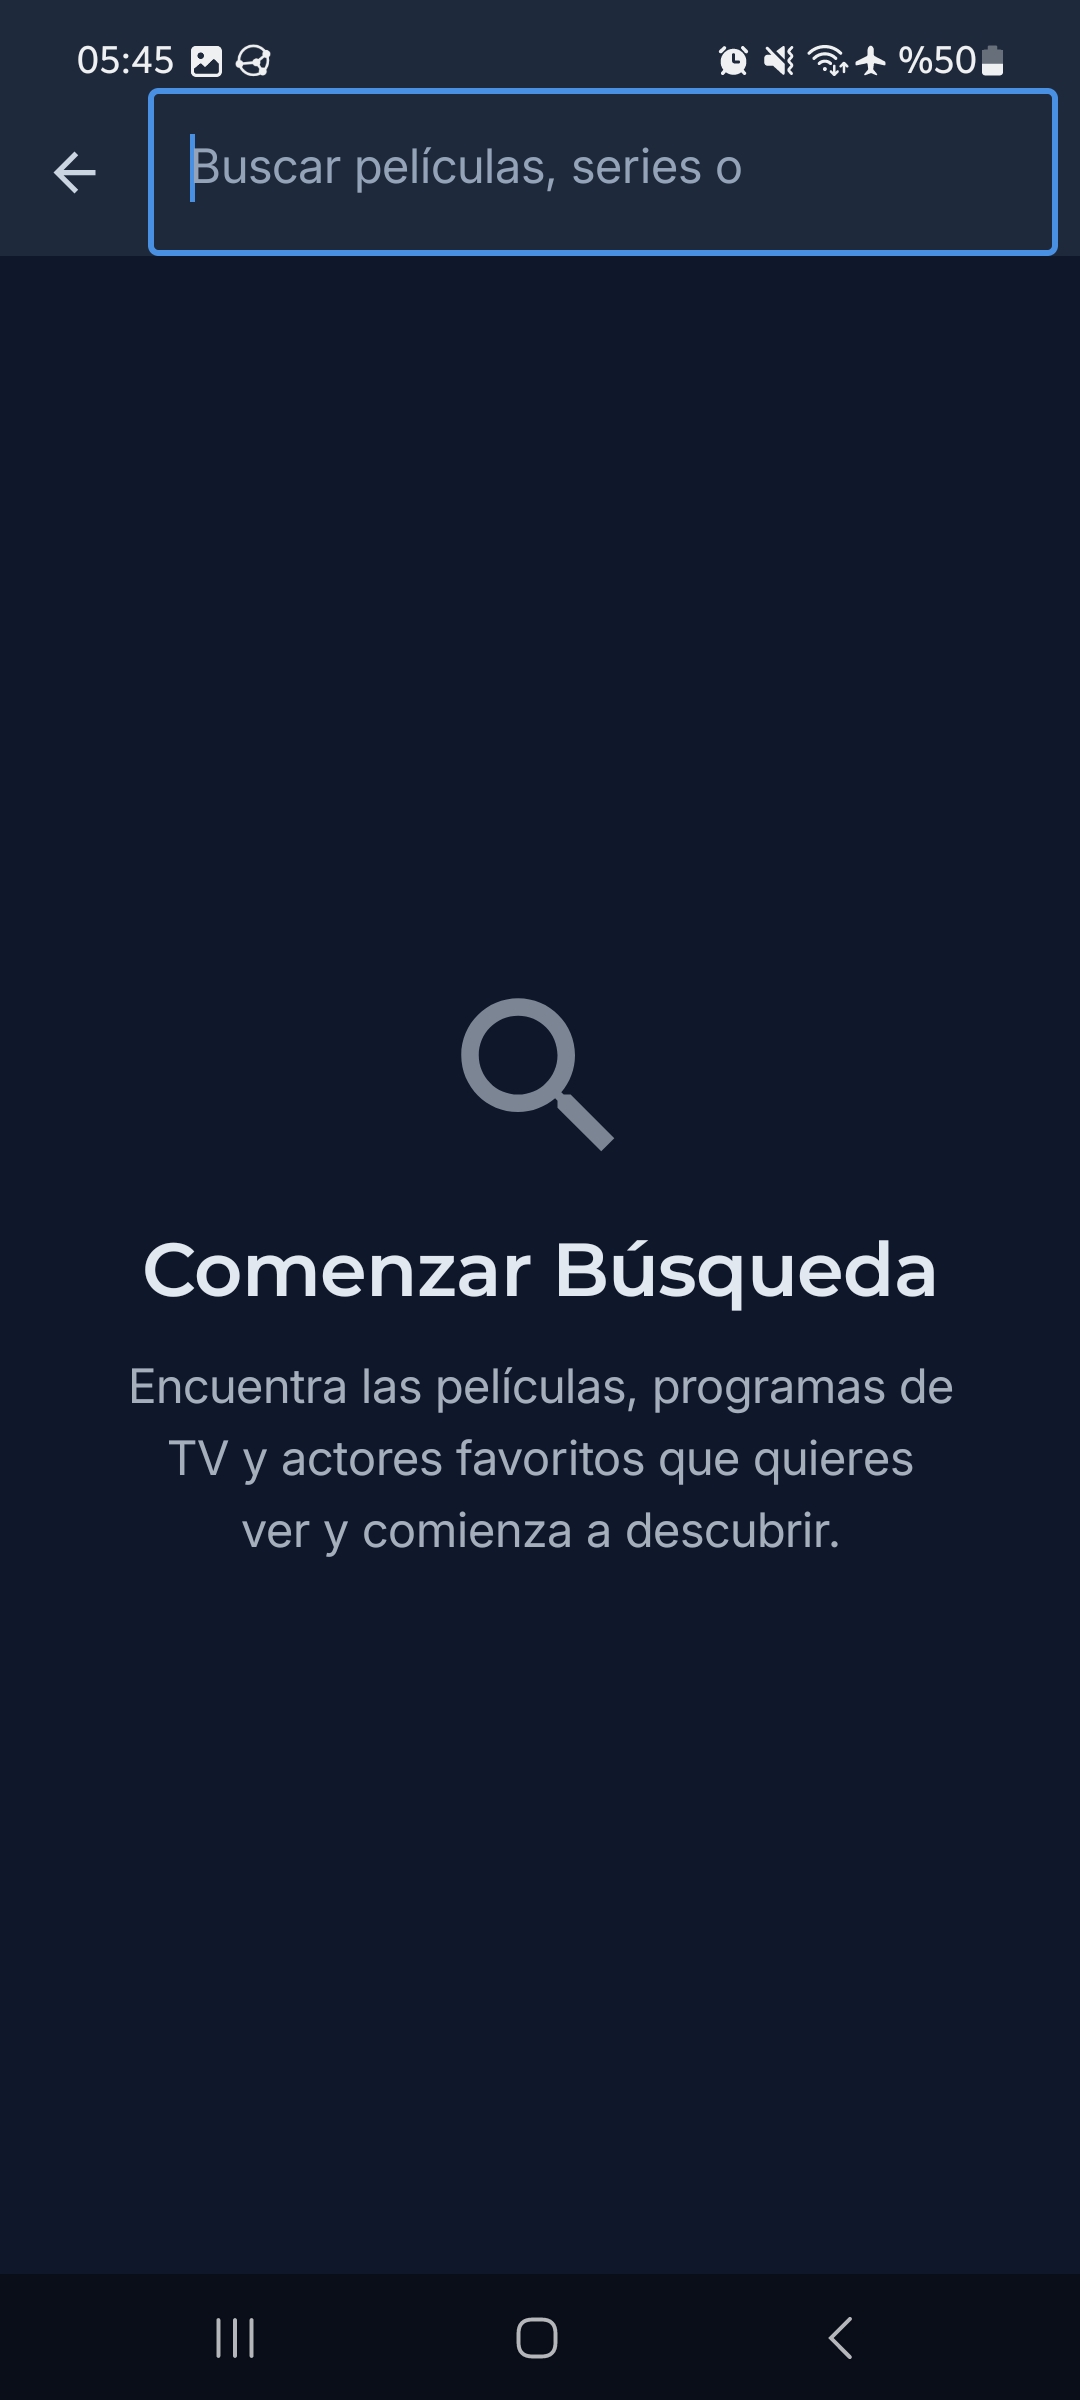 05:45
%50
Buscar películas, series o
Comenzar Búsqueda
Encuentra las películas, programas de
TV y actores favoritos que quieres
ver y comienza a descubrir.